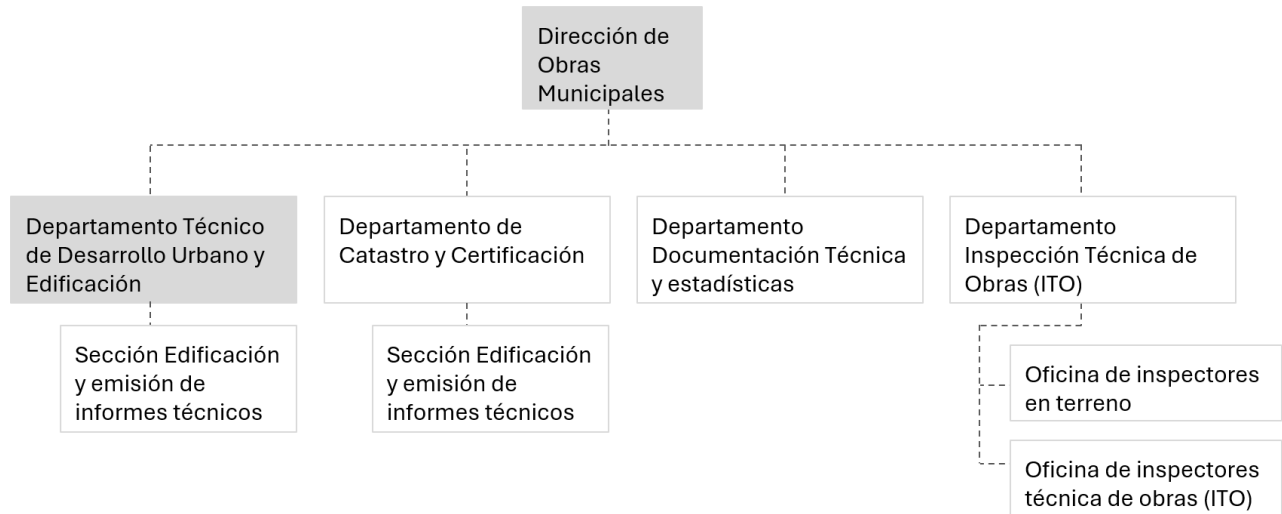 Dirección de
Obras
Municipales
Departamento Técnico
de Desarrollo Urbano y
Edificación
Departamento de
Catastro y Certificación
Departamento
Documentación Técnica
y estadísticas
Departamento
Inspección Técnica de
Obras (ITO)
Sección Edificación
y emisión de
informes técnicos
Sección Edificación
y emisión de
informes técnicos
Oficina de inspectores
en terreno
Oficina de inspectores
técnica de obras (ITO)